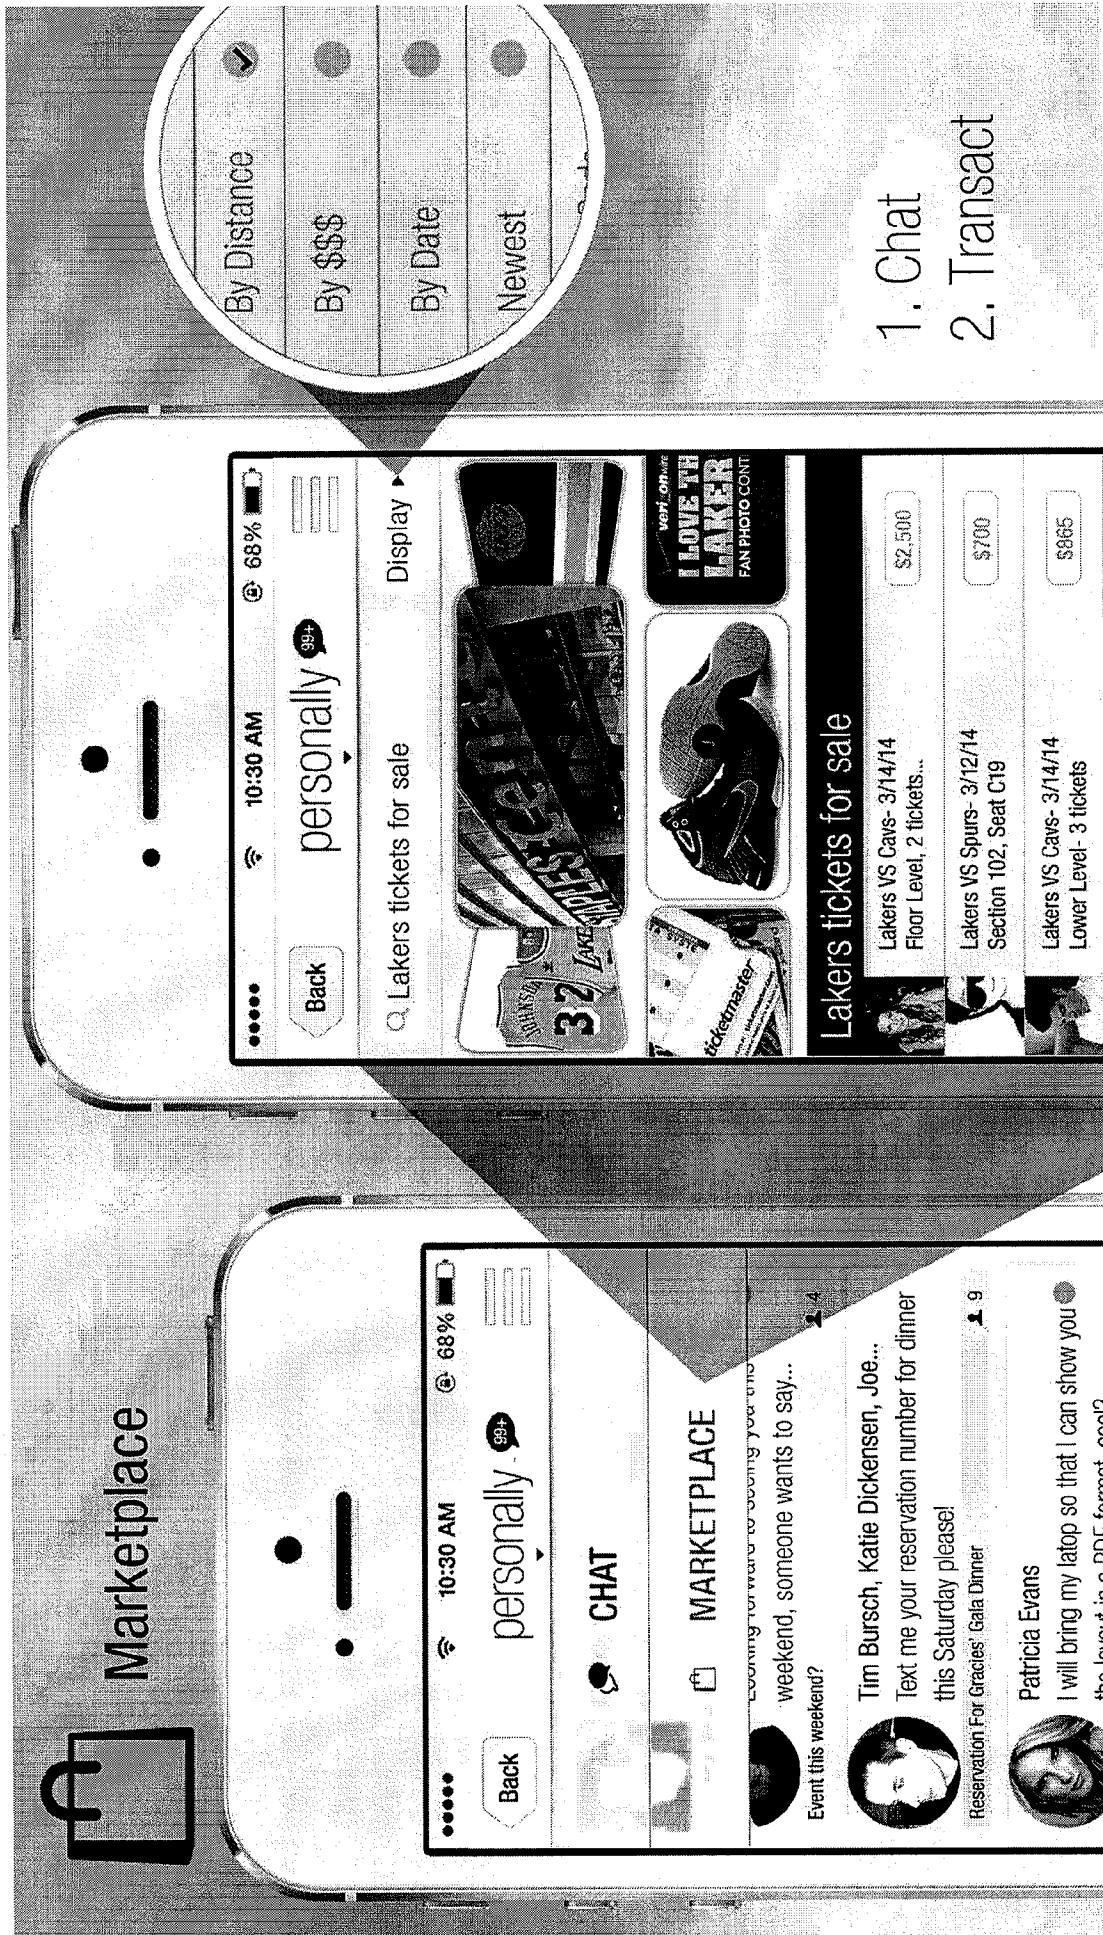 Marketplace
10:30 AM
68%
Back
personally
99+
CHAT
MARKETPLACE
weekend, someone wants to say...
Event this weekend?
4
Tim Bursch, Katie Dickensen, Joe...
Text me your reservation number for dinner
this Saturday please!
Reservation For Gracies' Gala Dinner
9
Patricia Evans
I will bring my latop so that I can show you
10:30 AM
68%
Back
personally
99+
Lakers tickets for sale
Display
JOHNSON
32
LAKE
STAPLES Center
ticketmaster
verizon
I LOVE TH
LAKER
FAN PHOTO CONT
Lakers tickets for sale
Lakers VS Cavs- 3/14/14
Floor Level, 2 tickets...
$2,500
Lakers VS Spurs- 3/12/14
Section 102, Seat C19
$700
Lakers VS Cavs- 3/14/14
Lower Level- 3 tickets
$865
By Distance
By $$$
By Date
Newest
1. Chat
2. Transact